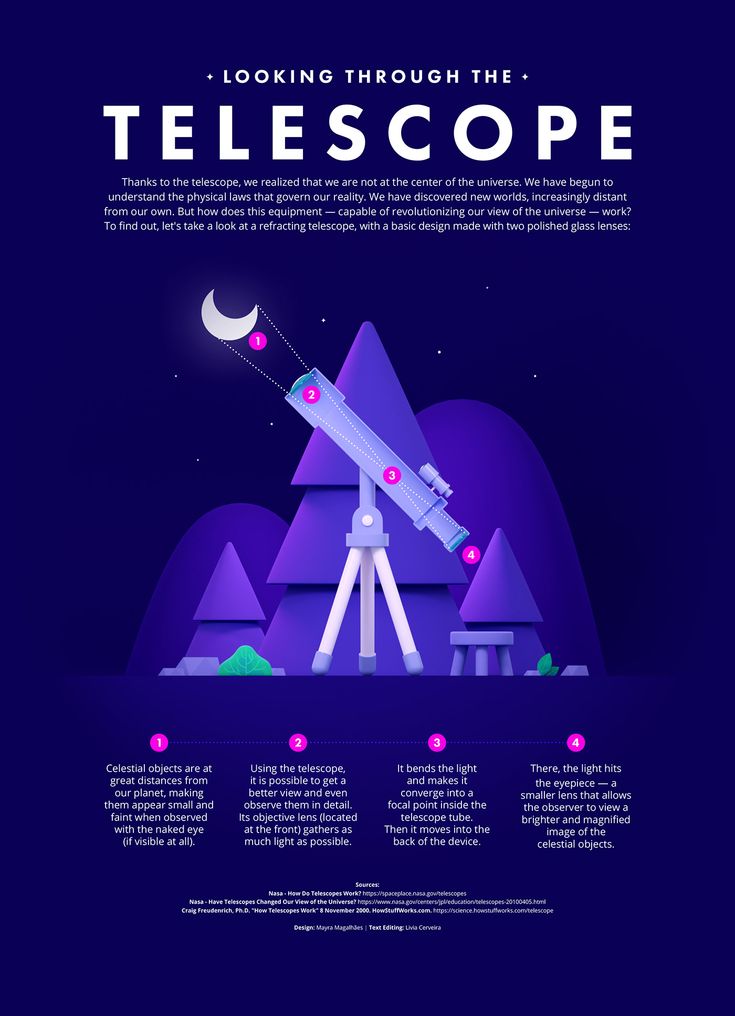 LOOKING THROUGH THE
TELESCOPE
Thanks to the telescope, we realized that we are not at the center of the universe. We have begun to
understand the physical laws that govern our reality. We have discovered new worlds, increasingly distant
from our own. But how does this equipment — capable of revolutionizing our view of the universe — work?
To find out, let's take a look at a refracting telescope, with a basic design made with two polished glass lenses:
1
2
3
4
1
Celestial objects are at
great distances from
our planet, making
them appear small and
faint when observed
with the naked eye
(if visible at all).
2
Using the telescope,
it is possible to get a
better view and even
observe them in detail.
Its objective lens (located
at the front) gathers as
much light as possible.
3
It bends the light
and makes it
converge into a
focal point inside the
telescope tube.
Then it moves into the
back of the device.
4
There, the light hits
the eyepiece — a
smaller lens that allows
the observer to view a
brighter and magnified
image of the
celestial objects.
Sources:
Nasa - How Do Telescopes Work? https://spaceplace.nasa.gov/telescopes
Nasa - Have Telescopes Changed Our View of the Universe? https://www.nasa.gov/centers/jpl/education/telescopes-20100405.html
Craig Freudenrich, Ph.D. "How Telescopes Work" 8 November 2000. HowStuffWorks.com. https://science.howstuffworks.com/telescope
Design: Mayra Magalhães | Text Editing: Livia Cerveira